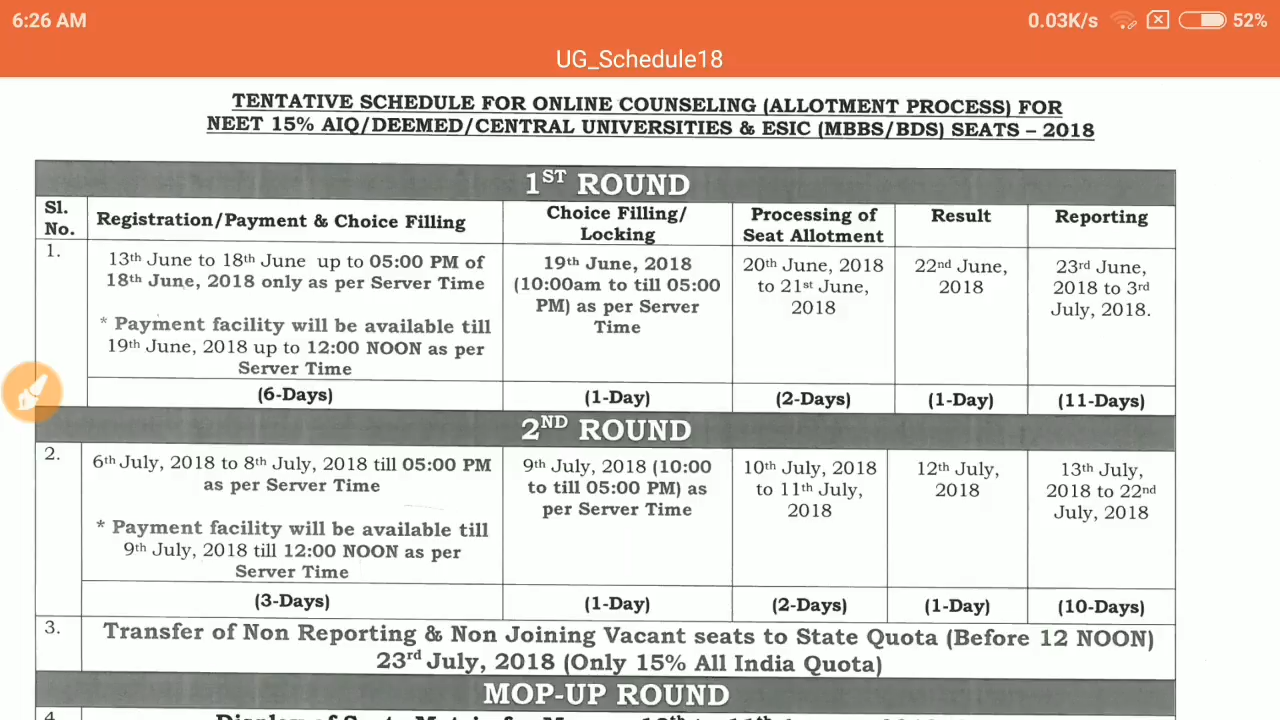 6:26 AM
0.03K/s
52%
UG_Schedule18
TENTATIVE SCHEDULE FOR ONLINE COUNSELING (ALLOTMENT PROCESS) FOR
NEET 15% AIQ/DEEMED/CENTRAL UNIVERSITIES & ESIC (MBBS/BDS) SEATS – 2018
1ST ROUND
Sl.
No.
Registration/Payment & Choice Filling
Choice Filling/
Locking
Processing of
Seat Allotment
Result
Reporting
1.
13th June to 18th June up to 05:00 PM of
18th June, 2018 only as per Server Time
* Payment facility will be available till
19th June, 2018 up to 12:00 NOON as per
Server Time
19th June, 2018
(10:00am to till 05:00
PM) as per Server
Time
20th June, 2018
to 21st June,
2018
22nd June,
2018
23rd June,
2018 to 3rd
July, 2018.
(6-Days)
(1-Day)
(2-Days)
(1-Day)
(11-Days)
2ND ROUND
2.
6th July, 2018 to 8th July, 2018 till 05:00 PM
as per Server Time
* Payment facility will be available till
9th July, 2018 till 12:00 NOON as per
Server Time
9th July, 2018 (10:00
to till 05:00 PM) as
per Server Time
10th July, 2018
to 11th July,
2018
12th July,
2018
13th July,
2018 to 22nd
July, 2018
(3-Days)
(1-Day)
(2-Days)
(1-Day)
(10-Days)
3.
Transfer of Non Reporting & Non Joining Vacant seats to State Quota (Before 12 NOON)
23rd July, 2018 (Only 15% All India Quota)
MOP-UP ROUND
4.